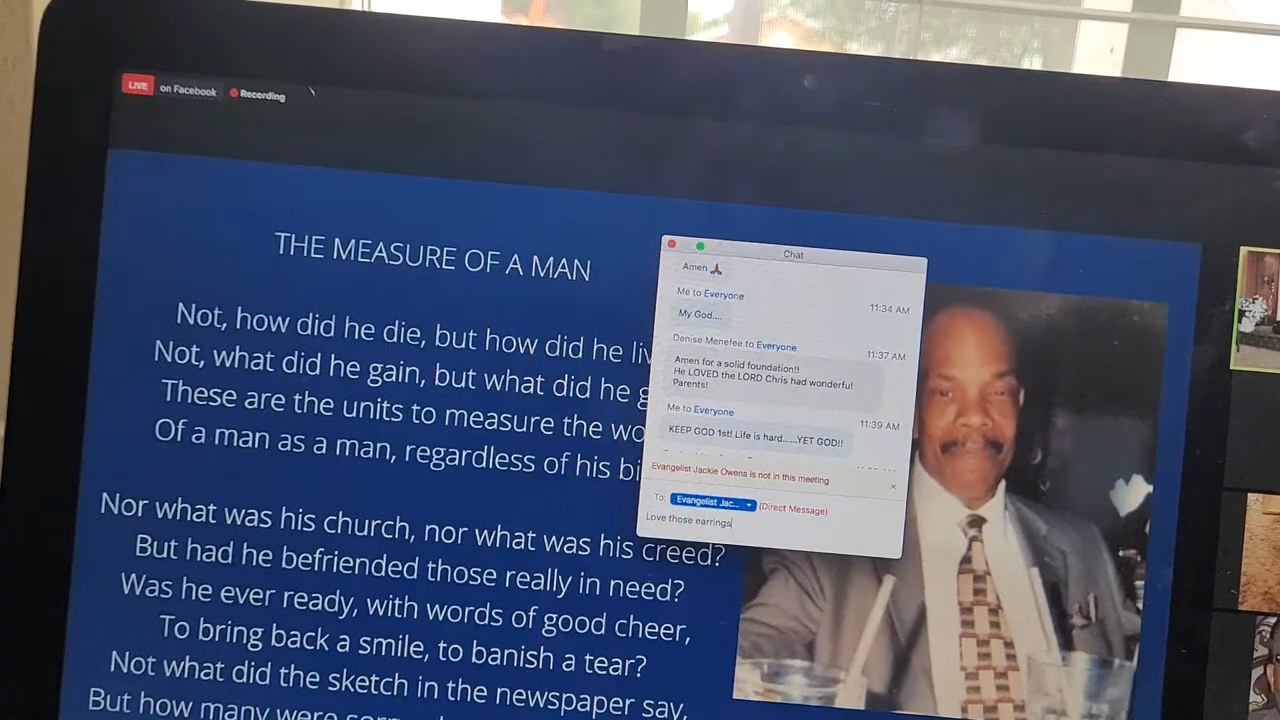 LIVE on Facebook Recording
THE MEASURE OF A MAN
Not, how did he die, but how did he
Not, what did he gain, but what did he
These are the units to measure the
Of a man as a man, regardless of his
Nor what was his church, nor what was his creed?
But had he befriended those really in need?
Was he ever ready, with words of good cheer,
To bring back a smile, to banish a tear?
Not what did the sketch in the newspaper say,
But how many were
Chat
Amen 🙏
Me to Everyone 11:34 AM
My God....
Denise Menefee to Everyone 11:37 AM
Amen for a solid foundation!!
He LOVED the LORD Chris had wonderful
Parents!
Me to Everyone 11:39 AM
KEEP GOD 1st! Life is hard......YET GOD!!
Evangelist Jackie Owens is not in this meeting
To: Evangelist Jac... (Direct Message)
Love those earrings